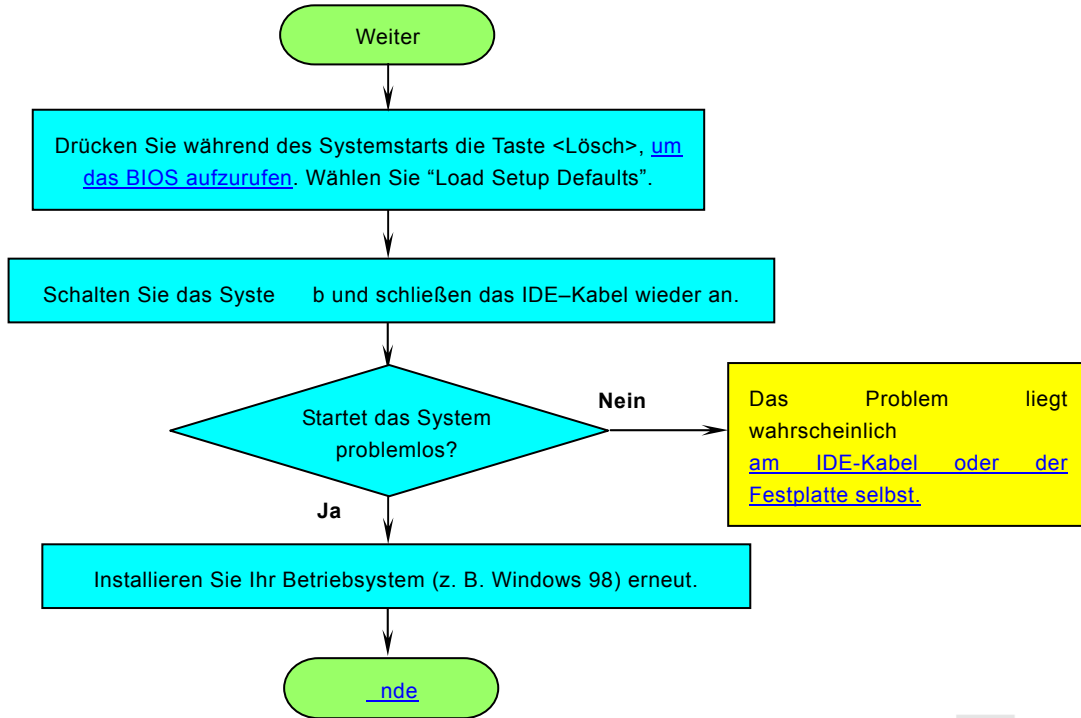 Weiter
Drücken Sie während des Systemstarts die Taste <Lösch>, um
das BIOS aufzurufen. Wählen Sie “Load Setup Defaults”.
Schalten Sie das Syste b und schließen das IDE–Kabel wieder an.
Startet das System
problemlos?
Nein
Das Problem liegt
wahrscheinlich
am IDE-Kabel oder der
Festplatte selbst.
Ja
Installieren Sie Ihr Betriebsystem (z. B. Windows 98) erneut.
nde